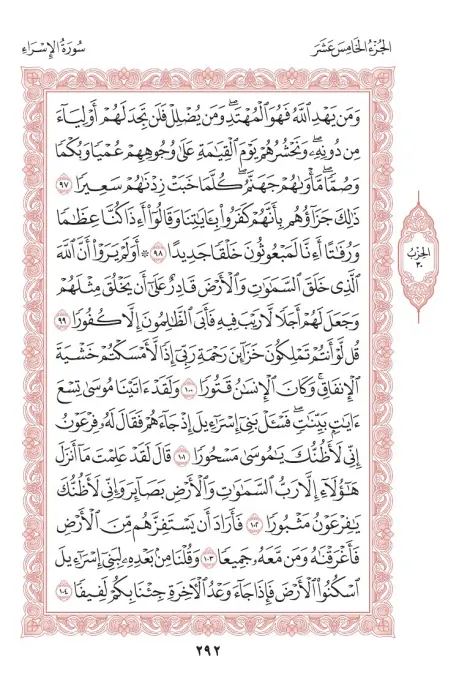 الجزء الخامس عشر
سورة الإسراء
وَمَن يَهْدِ ٱللَّهُ فَهُوَ ٱلْمُهْتَدِ ۖ وَمَن يُضْلِلْ فَلَن تَجِدَ لَهُمْ أَوْلِيَآءَ
مِن دُونِهِۦ ۖ وَنَحْشُرُهُمْ يَوْمَ ٱلْقِيَٰمَةِ عَلَىٰ وُجُوهِهِمْ عُمْيًا وَبُكْمًا
وَصُمًّا ۖ مَّأْوَىٰهُمْ جَهَنَّمُ ۖ كُلَّمَا خَبَتْ زِدْنَٰهُمْ سَعِيرًا ٩٧
ذَٰلِكَ جَزَآؤُهُم بِأَنَّهُمْ كَفَرُوا۟ بِـَٔايَٰتِنَا وَقَالُوٓا۟ أَءِذَا كُنَّا عِظَٰمًا
وَرُفَٰتًا أَءِنَّا لَمَبْعُوثُونَ خَلْقًا جَدِيدًا ٩٨ ۞ أَوَلَمْ يَرَوْا۟ أَنَّ ٱللَّهَ
ٱلَّذِى خَلَقَ ٱلسَّمَٰوَٰتِ وَٱلْأَرْضَ قَادِرٌ عَلَىٰٓ أَن يَخْلُقَ مِثْلَهُمْ
وَجَعَلَ لَهُمْ أَجَلًا لَّا رَيْبَ فِيهِ فَأَبَى ٱلظَّٰلِمُونَ إِلَّا كُفُورًا ٩٩
قُل لَّوْ أَنتُمْ تَمْلِكُونَ خَزَآئِنَ رَحْمَةِ رَبِّىٓ إِذًا لَّأَمْسَكْتُمْ خَشْيَةَ
ٱلْإِنفَاقِ ۚ وَكَانَ ٱلْإِنسَٰنُ قَتُورًا ١٠٠ وَلَقَدْ ءَاتَيْنَا مُوسَىٰ تِسْعَ
ءَايَٰتٍۭ بَيِّنَٰتٍ ۖ فَسْـَٔلْ بَنِىٓ إِسْرَٰٓءِيلَ إِذْ جَآءَهُمْ فَقَالَ لَهُۥ فِرْعَوْنُ
إِنِّى لَأَظُنُّكَ يَٰمُوسَىٰ مَسْحُورًا ١٠١ قَالَ لَقَدْ عَلِمْتَ مَآ أَنزَلَ
هَٰٓؤُلَآءِ إِلَّا رَبُّ ٱلسَّمَٰوَٰتِ وَٱلْأَرْضِ بَصَآئِرَ وَإِنِّى لَأَظُنُّكَ
يَٰفِرْعَوْنُ مَثْبُورًا ١٠٢ فَأَرَادَ أَن يَسْتَفِزَّهُم مِّنَ ٱلْأَرْضِ
فَأَغْرَقْنَٰهُ وَمَن مَّعَهُۥ جَمِيعًا ١٠٣ وَقُلْنَا مِنۢ بَعْدِهِۦ لِبَنِىٓ إِسْرَٰٓءِيلَ
ٱسْكُنُوا۟ ٱلْأَرْضَ فَإِذَا جَآءَ وَعْدُ ٱلْأَخِرَةِ جِئْنَا بِكُمْ لَفِيفًا ١٠٤
الحزب
٣٠
٢٩٢